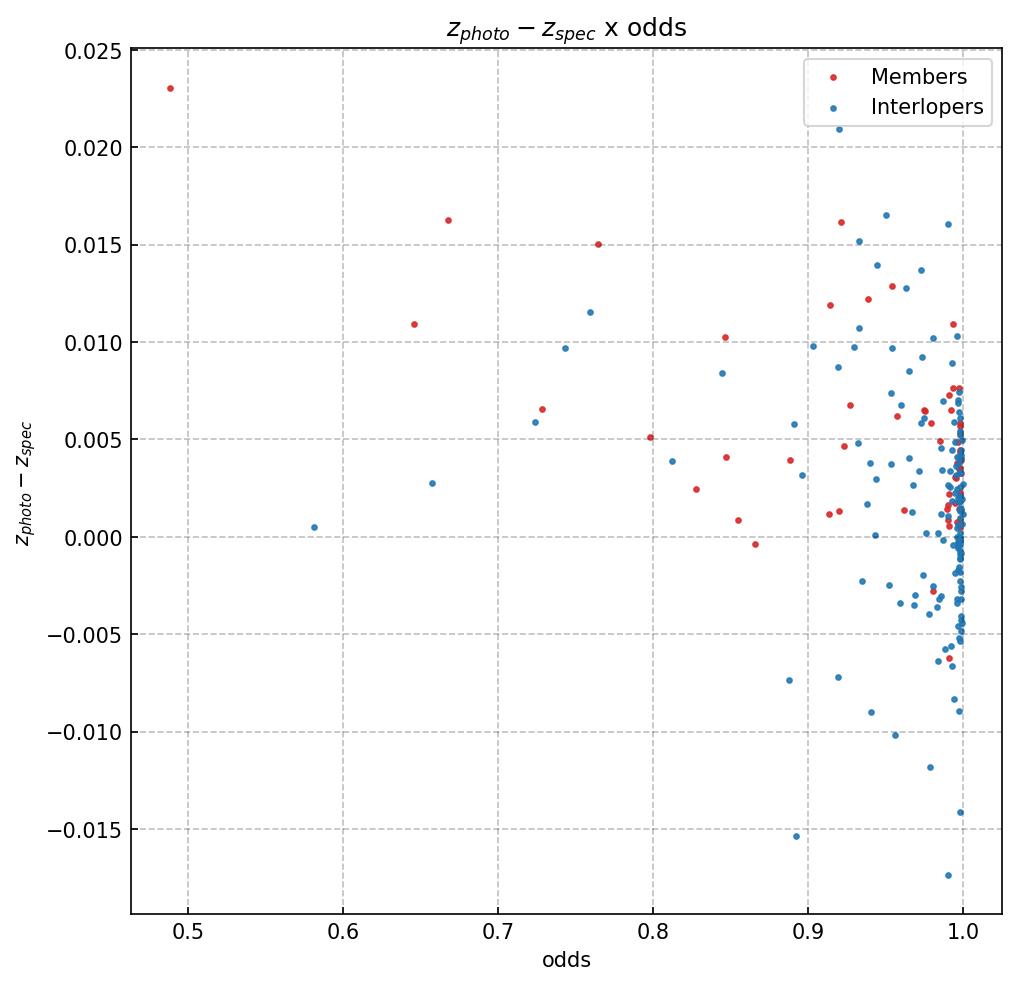 z_photo − z_spec x odds
Members
Interlopers
0.025
0.020
0.015
0.010
0.005
0.000
−0.005
−0.010
−0.015
z_photo − z_spec
0.5 0.6 0.7 0.8 0.9 1.0
odds